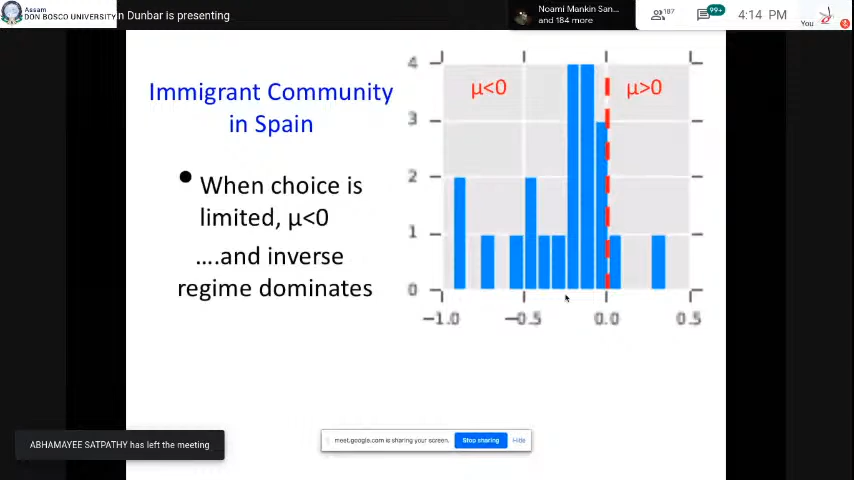 Assam
DON BOSCO UNIVERSITY
n Dunbar is presenting
Noami Mankin San...
and 184 more
187
99+
4:14 PM
You
Immigrant Community
in Spain
• When choice is
limited, μ<0
....and inverse
regime dominates
μ<0
μ>0
4
3
2
1
0
−1.0
−0.5
0.0
0.5
ABHAMAYEE SATPATHY has left the meeting
meet.google.com is sharing your screen.
Stop sharing
Hide